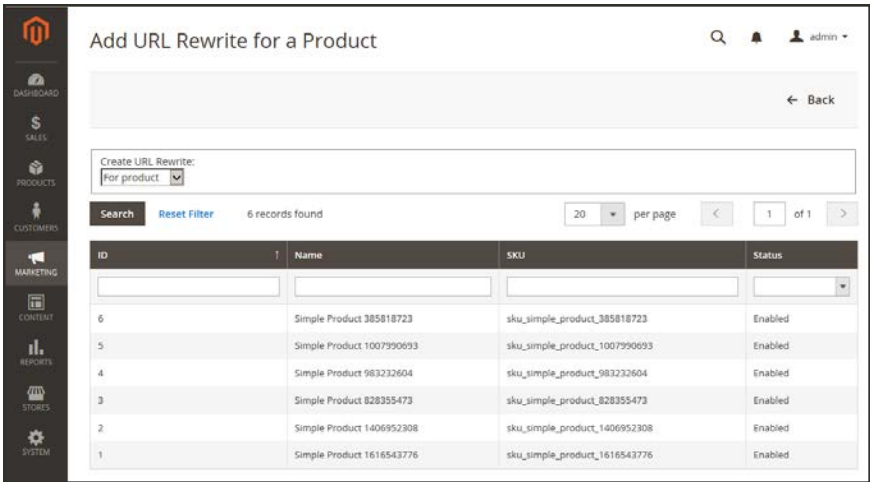 Add URL Rewrite for a Product
admin
DASHBOARD
Back
SALES
Create URL Rewrite:
For product
PRODUCTS
Search Reset Filter 6 records found 20 per page 1 of 1
CUSTOMERS
ID Name SKU Status
MARKETING
CONTENT
6 Simple Product 385818723 sku_simple_product_385818723 Enabled
5 Simple Product 1007990693 sku_simple_product_1007990693 Enabled
REPORTS
4 Simple Product 983232604 sku_simple_product_983232604 Enabled
3 Simple Product 828355473 sku_simple_product_828355473 Enabled
STORES
2 Simple Product 1406952308 sku_simple_product_1406952308 Enabled
SYSTEM
1 Simple Product 1616543776 sku_simple_product_1616543776 Enabled